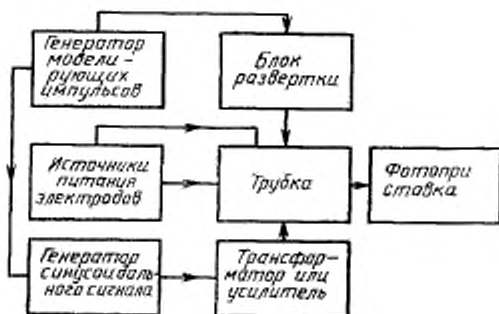 Генератор
модели-
рующих
импульсов
Блок
развертки
Источники
питания
электродов
Трубка
Фотопри
ставка
Генератор
синусоидаль-
ного сигнала
Трансфор-
матор или
усилитель